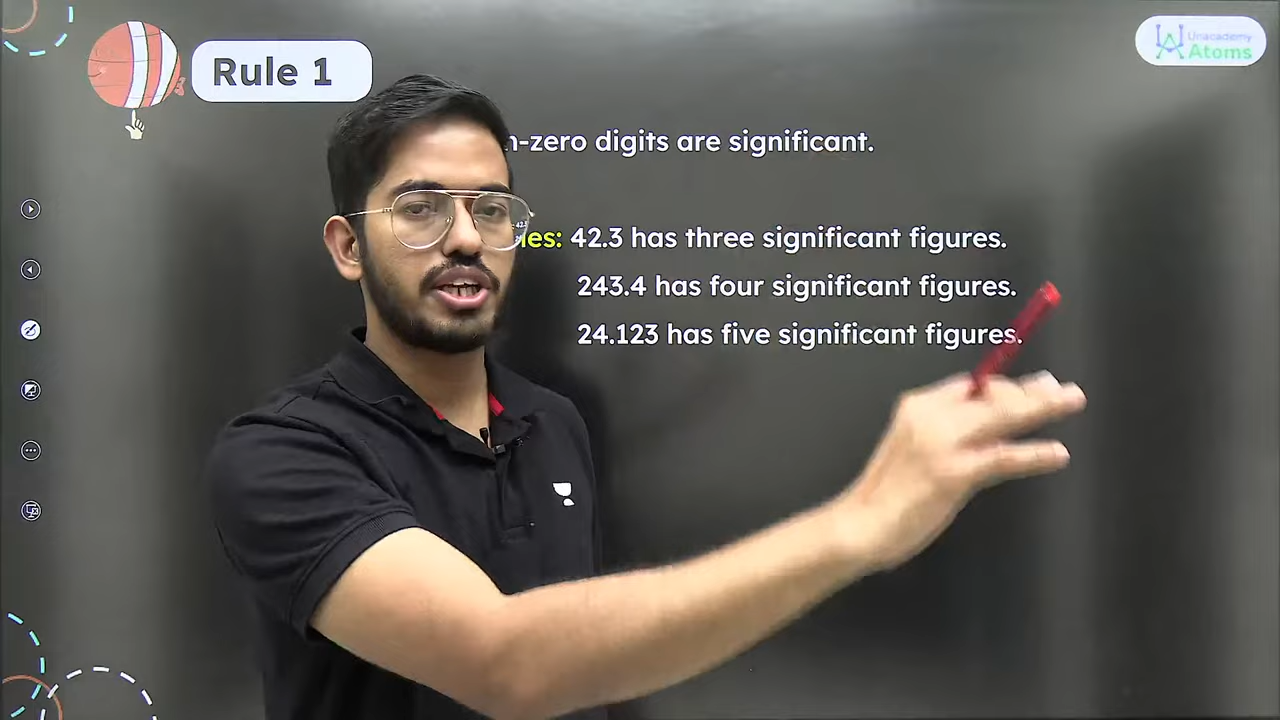 Rule 1
Unacademy
Atoms
-zero digits are significant.
42.3 has three significant figures.
243.4 has four significant figures.
24.123 has five significant figures.